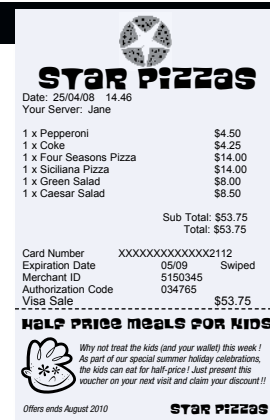 STAR PIZZAS
Date: 25/04/08 14.46
Your Server: Jane
1 x Pepperoni $4.50
1 x Coke $4.25
1 x Four Seasons Pizza $14.00
1 x Siciliana Pizza $14.00
1 x Green Salad $8.00
1 x Caesar Salad $8.50
Sub Total: $53.75
Total: $53.75
Card Number XXXXXXXXXXXXX2112
Expiration Date 05/09 Swiped
Merchant ID 5150345
Authorization Code 034765
Visa Sale $53.75
HALF PRICE MEALS FOR KIDS
Why not treat the kids (and your wallet) this week !
As part of our special summer holiday celebrations,
the kids can eat for half-price ! Just present this
voucher on your next visit and claim your discount !!
Offers ends August 2010
STAR PIZZAS